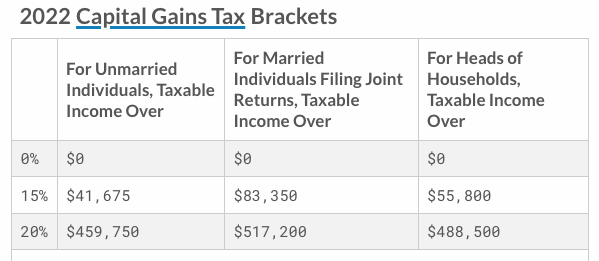 2022 Capital Gains Tax Brackets
For Unmarried
Individuals, Taxable
Income Over
For Married
Individuals Filing Joint
Returns, Taxable
Income Over
For Heads of
Households,
Taxable Income
Over
0% $0 $0 $0
15% $41,675 $83,350 $55,800
20% $459,750 $517,200 $488,500